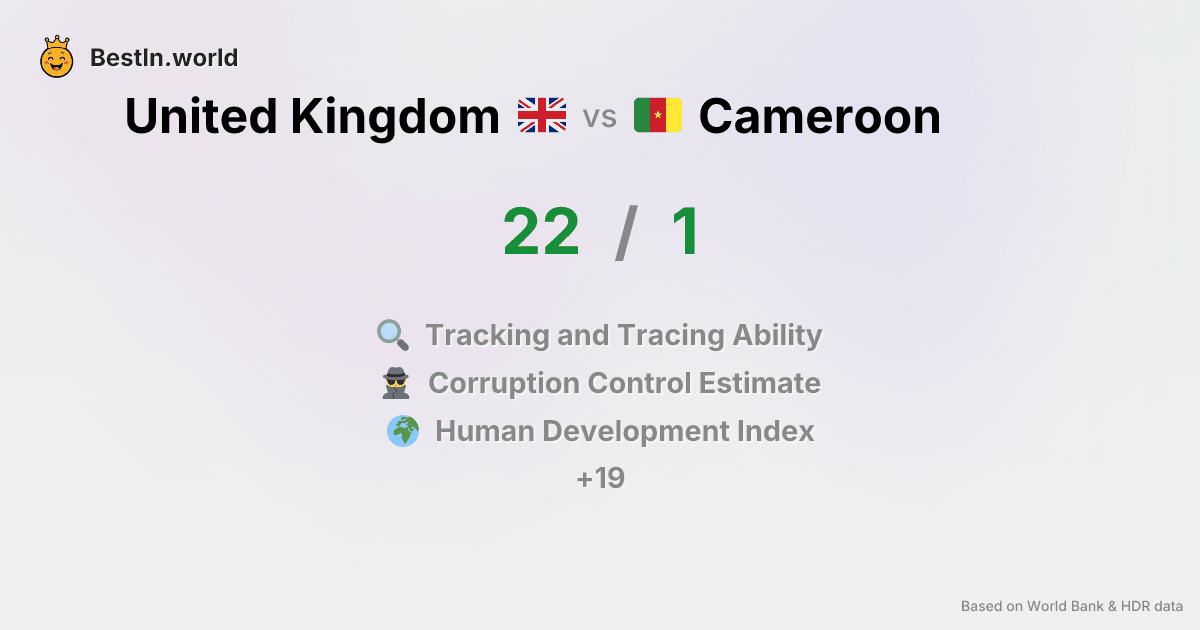 BestIn.world
United Kingdom vs Cameroon
22 / 1
Tracking and Tracing Ability
Corruption Control Estimate
Human Development Index
+19
Based on World Bank & HDR data